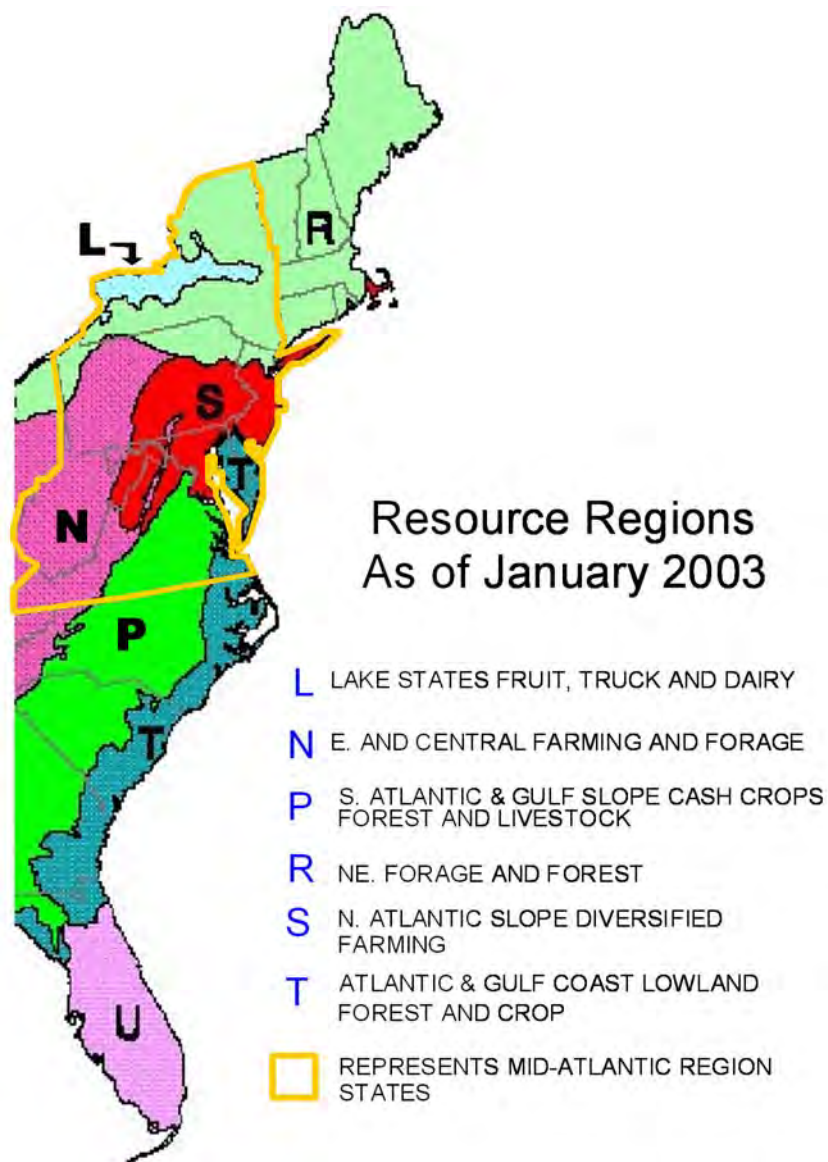 R
L
S
T
N
Resource Regions
As of January 2003
P
T
U
L LAKE STATES FRUIT, TRUCK AND DAIRY
N E. AND CENTRAL FARMING AND FORAGE
P S. ATLANTIC & GULF SLOPE CASH CROPS
FOREST AND LIVESTOCK
R NE. FORAGE AND FOREST
S N. ATLANTIC SLOPE DIVERSIFIED
FARMING
T ATLANTIC & GULF COAST LOWLAND
FOREST AND CROP
REPRESENTS MID-ATLANTIC REGION
STATES